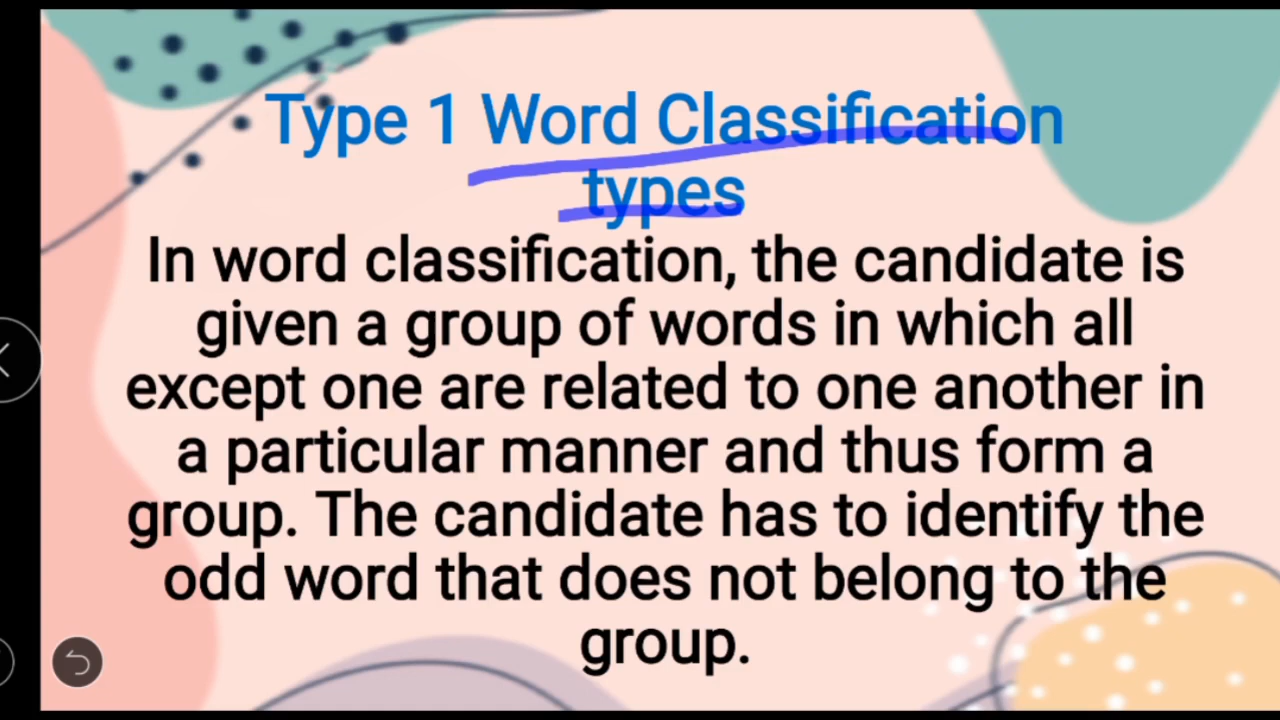 Type 1 Word Classification
types
In word classification, the candidate is
given a group of words in which all
except one are related to one another in
a particular manner and thus form a
group. The candidate has to identify the
odd word that does not belong to the
group.